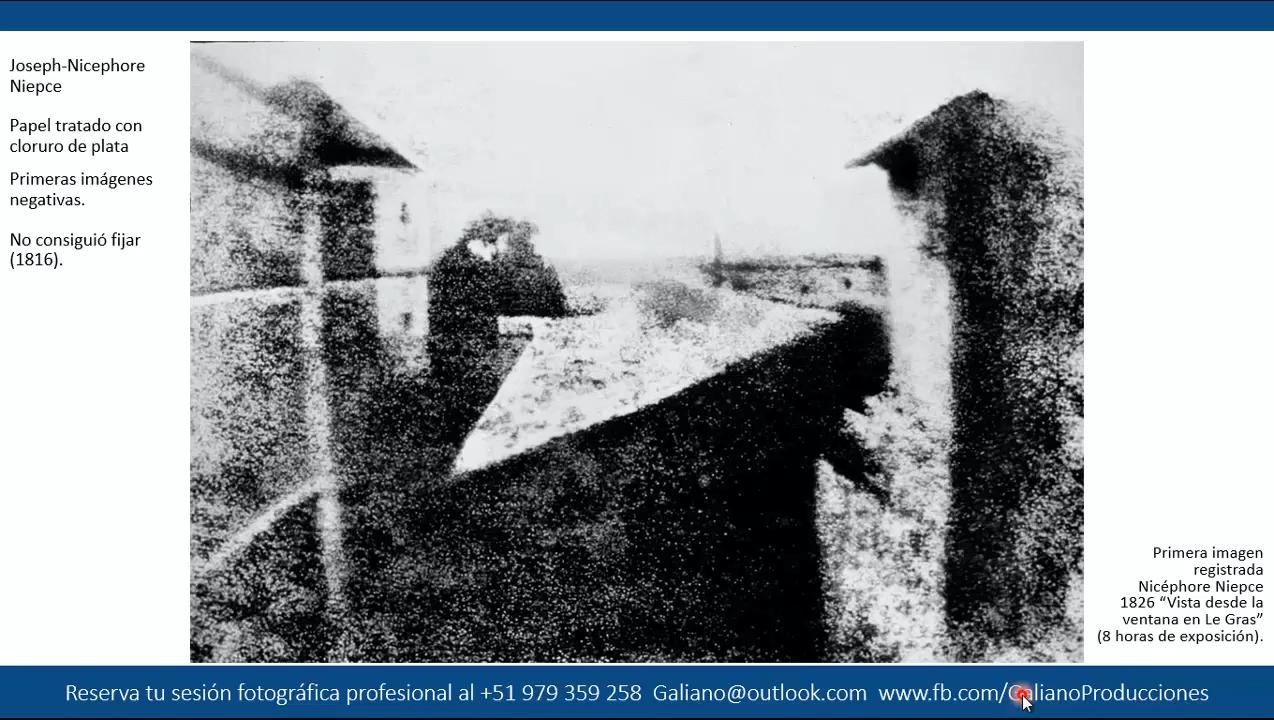 Joseph-Nicephore
Niepce
Papel tratado con
cloruro de plata
Primeras imágenes
negativas.
No consiguió fijar
(1816).
Primera imagen
registrada
Nicéphore Niepce
1826 “Vista desde la
ventana en Le Gras”
(8 horas de exposición).
Reserva tu sesión fotográfica profesional al +51 979 359 258 Galiano@outlook.com www.fb.com/GalianoProducciones